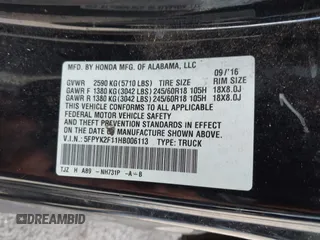 MFD. BY HONDA MFG. OF ALABAMA, LLC
09/'16
GVWR 2590 KG(5710 LBS) TIRE SIZE RIM SIZE
GAWR F 1380 KG(3042 LBS) 245/60R18 105H 18X8.0J
GAWR R 1380 KG(3042 LBS) 245/60R18 105H 18X8.0J
THIS VEHICLE CONFORMS TO ALL APPLICABLE
FEDERAL MOTOR VEHICLE SAFETY AND THEFT
PREVENTION STANDARDS IN EFFECT ON THE DATE
OF MANUFACTURE SHOWN ABOVE.
V.I.N.: 5FPYK2F11HB006113 TYPE: TRUCK
TJZ H A89 -NH731P -A-B
DREAMBID